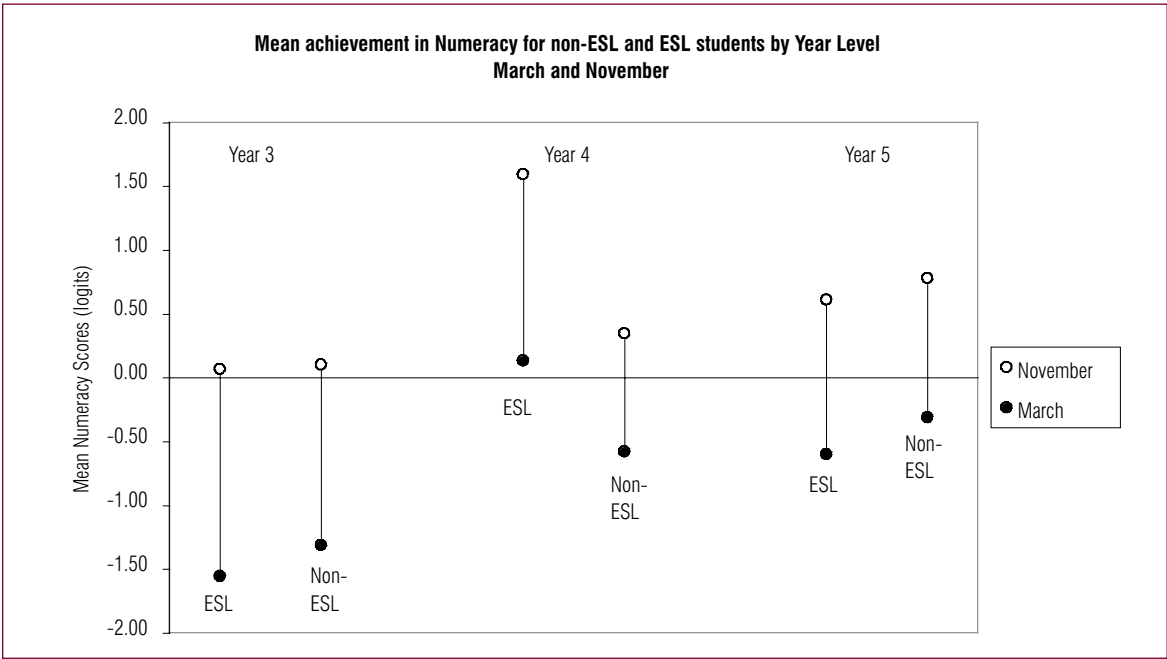 Mean achievement in Numeracy for non-ESL and ESL students by Year Level
March and November
Mean Numeracy Scores (logits)
2.00
1.50
1.00
0.50
0.00
-0.50
-1.00
-1.50
-2.00
Year 3
Year 4
Year 5
ESL
Non-
ESL
ESL
Non-
ESL
ESL
Non-
ESL
November
March